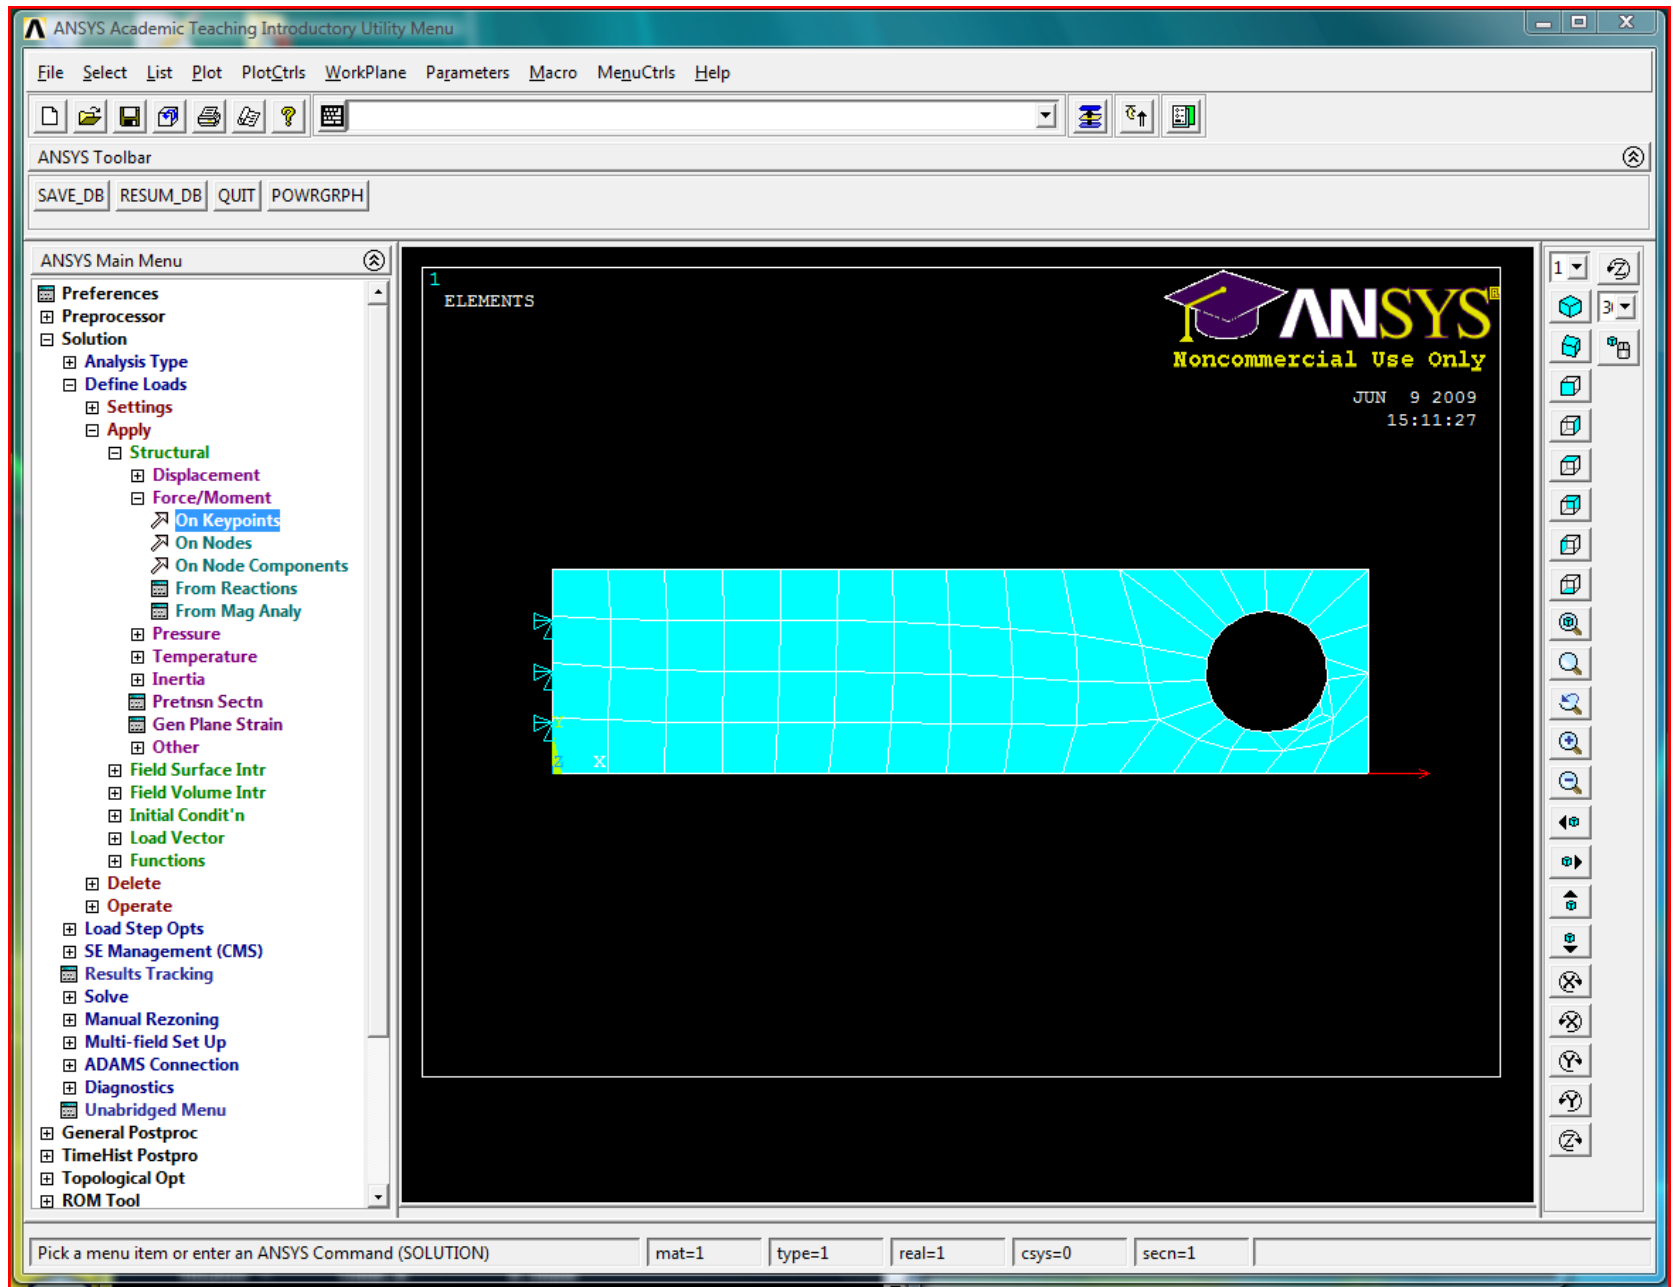 ANSYS Academic Teaching Introductory Utility Menu
File Select List Plot PlotCtrls WorkPlane Parameters Macro MenuCtrls Help
ANSYS Toolbar
SAVE_DB RESUM_DB QUIT POWRGRPH
ANSYS Main Menu
Preferences
Preprocessor
Solution
Analysis Type
Define Loads
Settings
Apply
Structural
Displacement
Force/Moment
On Keypoints
On Nodes
On Node Components
From Reactions
From Mag Analy
Pressure
Temperature
Inertia
Pretnsn Sectn
Gen Plane Strain
Other
Field Surface Intr
Field Volume Intr
Initial Condit'n
Load Vector
Functions
Delete
Operate
Load Step Opts
SE Management (CMS)
Results Tracking
Solve
Manual Rezoning
Multi-field Set Up
ADAMS Connection
Diagnostics
Unabridged Menu
General Postproc
TimeHist Postpro
Topological Opt
ROM Tool
1
ELEMENTS
ANSYS®
Noncommercial Use Only
JUN 9 2009
15:11:27
Y
Z X
1
Pick a menu item or enter an ANSYS Command (SOLUTION) mat=1 type=1 real=1 csys=0 secn=1